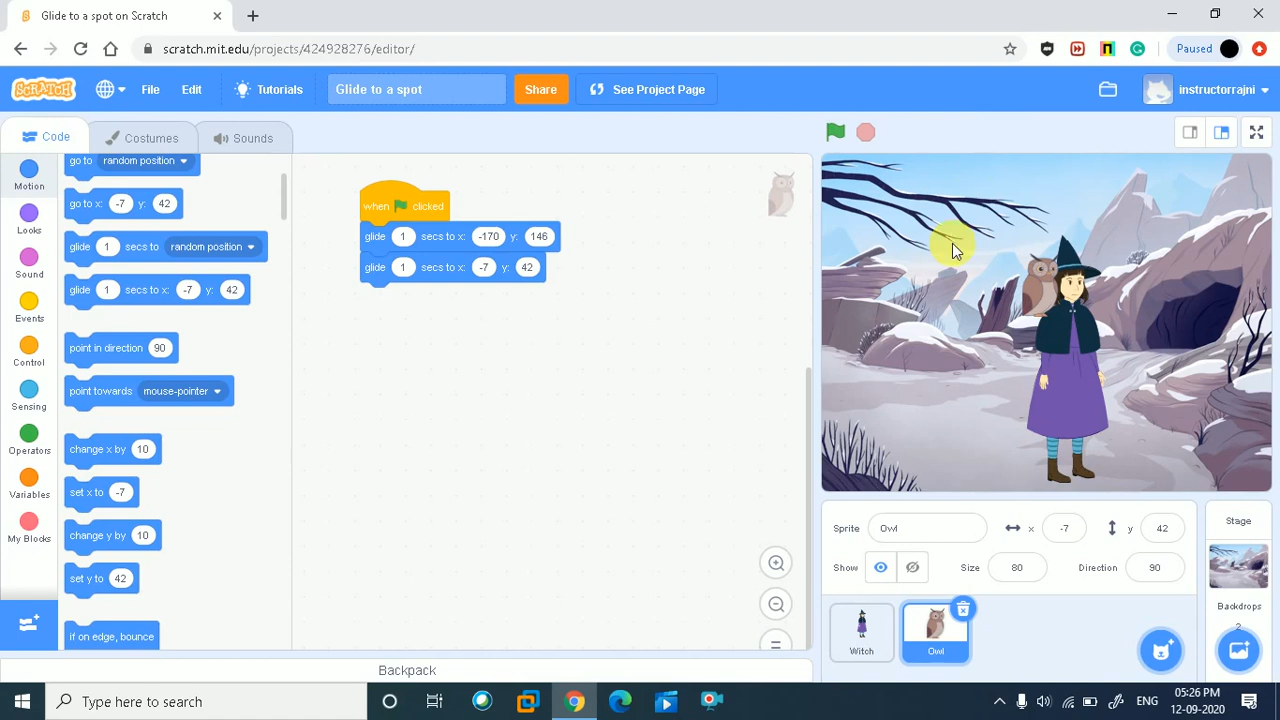 Glide to a spot on Scratch
scratch.mit.edu/projects/424928276/editor/
Paused
SCRATCH
File
Edit
Tutorials
Glide to a spot
Share
See Project Page
instructorrajni
Code
Costumes
Sounds
Motion
Looks
Sound
Events
Control
Sensing
Operators
Variables
My Blocks
go to random position
go to x: -7 y: 42
glide 1 secs to random position
glide 1 secs to x: -7 y: 42
point in direction 90
point towards mouse-pointer
change x by 10
set x to -7
change y by 10
set y to 42
if on edge, bounce
when clicked
glide 1 secs to x: -170 y: 146
glide 1 secs to x: -7 y: 42
Backpack
Sprite Owl x -7 y 42
Show Size 80 Direction 90
Witch
Owl
Stage
Backdrops
2
Type here to search
ENG
05:26 PM
12-09-2020